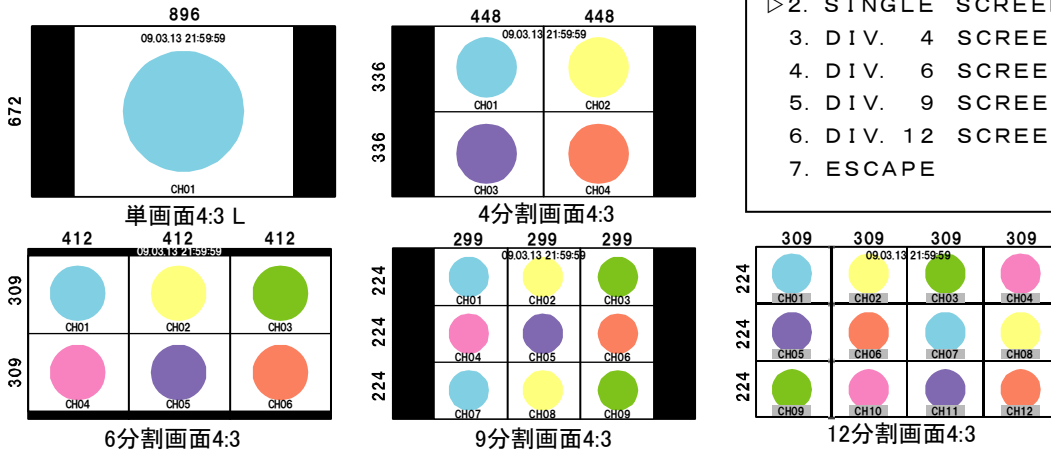 896
09.03.13 21:59:59
672
CH01
単画面4:3 L
448 448
09.03.13 21:59:59
336
CH01 CH02
336
CH03 CH04
4分割画面4:3
▷2. SINGLE SCREE
3. DIV. 4 SCREE
4. DIV. 6 SCREE
5. DIV. 9 SCREE
6. DIV. 12 SCREE
7. ESCAPE
412 412 412
09.03.13 21:59:59
309
CH01 CH02 CH03
309
CH04 CH05 CH06
6分割画面4:3
299 299 299
09.03.13 21:59:59
224
CH01 CH02 CH03
224
CH04 CH05 CH06
224
CH07 CH08 CH09
9分割画面4:3
309 309 309 309
09.03.13 21:59:59
224
CH01 CH02 CH03 CH04
224
CH05 CH06 CH07 CH08
224
CH09 CH10 CH11 CH12
12分割画面4:3